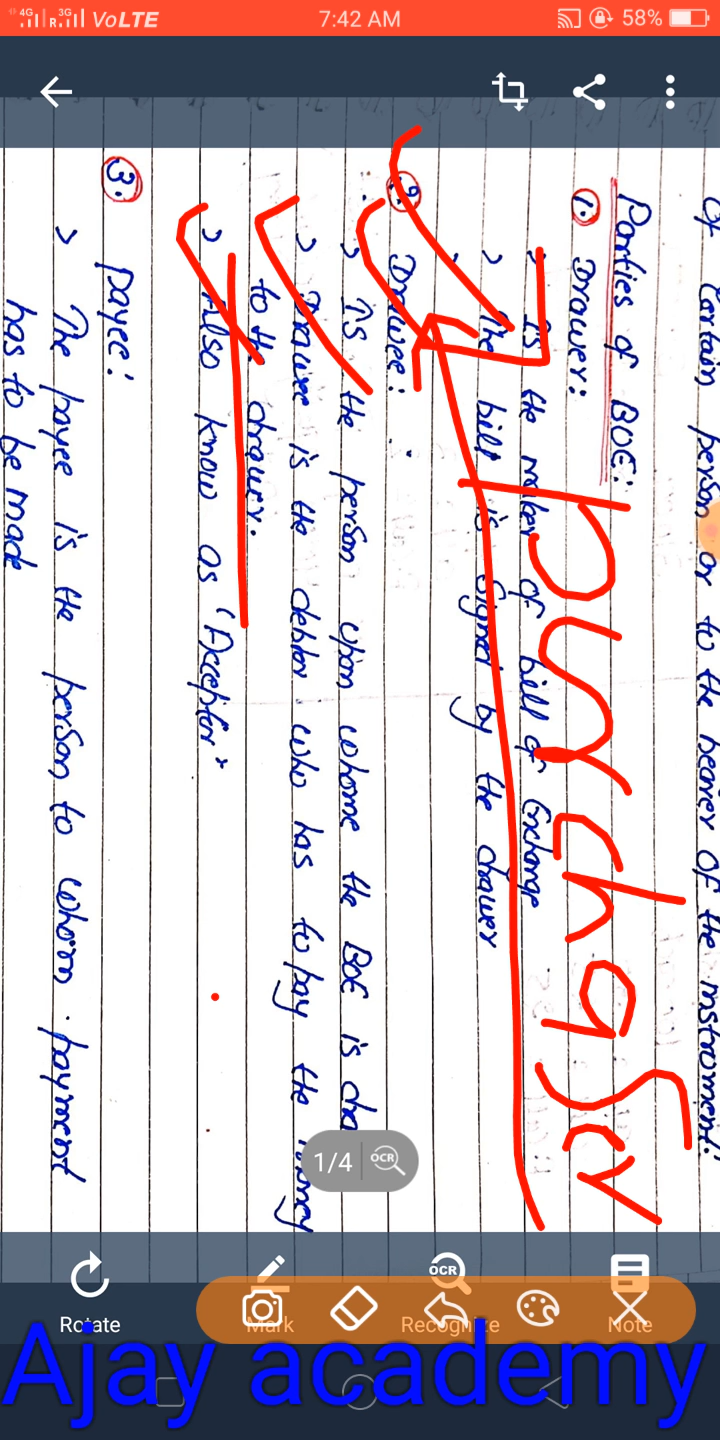 4G R 3G VoLTE 7:42 AM 58%
Of certain person or to the bearer of the instrument.
Parties of BOE:
1. Drawer:
> Is the maker of bill of Exchange
> The bill is signed by the drawer
2. Drawee:
> Is the person upon whome the BOE is
> Drawee is the debtor who has to pay the money
to the drawer.
> Also know as "Acceptor"
3. Payee:
> The payee is the person to whom payment
has to be made
purchaser
1/4 OCR
OCR
Rotate Mark Recognize Note
Ajay academy